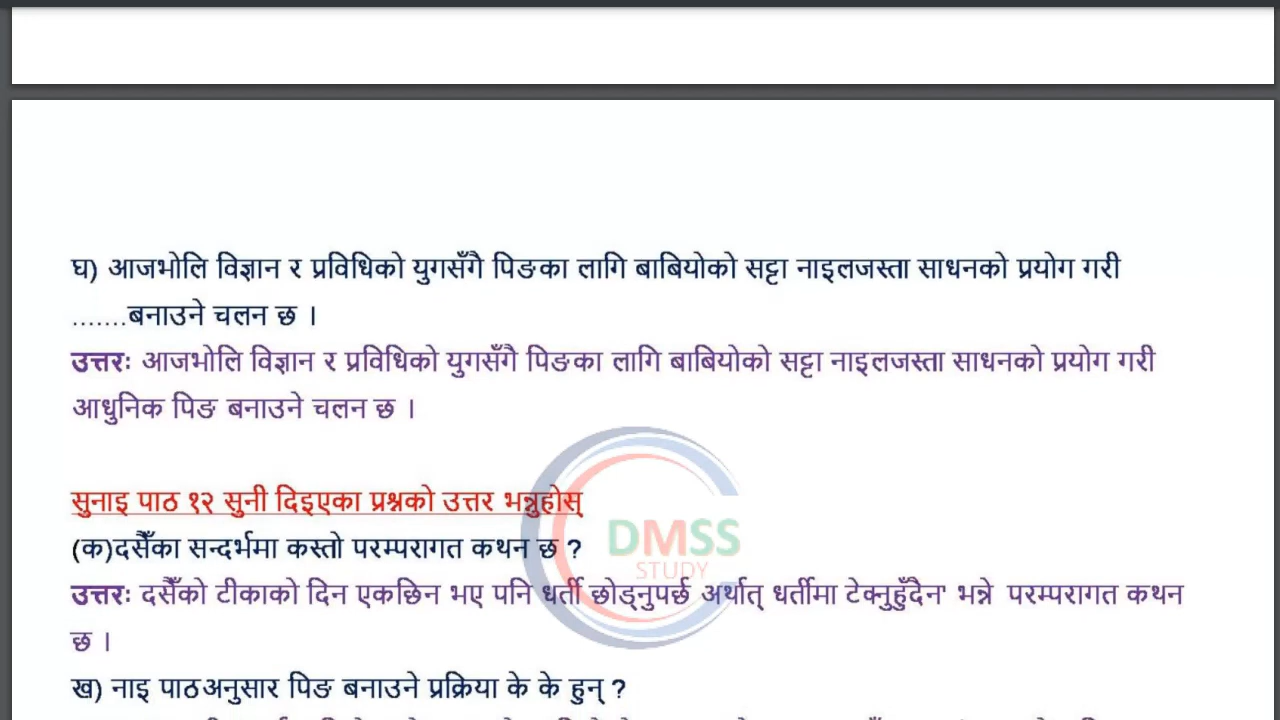 घ) आजभोलि विज्ञान र प्रविधिको युगसँगै पिङका लागि बाबियोको सट्टा नाइलजस्ता साधनको प्रयोग गरी
.......बनाउने चलन छ ।
उत्तरः आजभोलि विज्ञान र प्रविधिको युगसँगै पिङका लागि बाबियोको सट्टा नाइलजस्ता साधनको प्रयोग गरी
आधुनिक पिङ बनाउने चलन छ ।
सुनाइ पाठ १२ सुनी दिइएका प्रश्नको उत्तर भन्नुहोस्
(क)दसैँका सन्दर्भमा कस्तो परम्परागत कथन छ ?
DMSS
STUDY
उत्तरः दसैँको टीकाको दिन एकछिन भए पनि धर्ती छोड्नुपर्छ अर्थात् धर्तीमा टेक्नुहुँदैन' भन्ने परम्परागत कथन
छ ।
ख) नाइ पाठअनुसार पिङ बनाउने प्रक्रिया के के हुन् ?